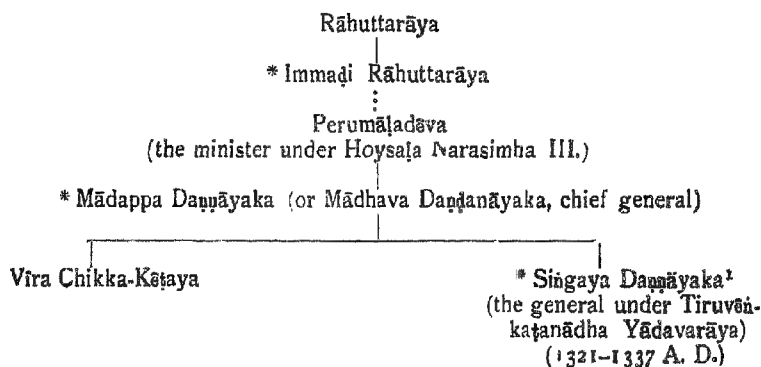 Rāhuttarāya
* Immaḍi Rāhuttarāya
Perumāḷadēva
(the minister under Hoysaḷa Narasimha III.)
* Mādappa Daṇṇāyaka (or Mādhava Daṇḍanāyaka, chief general)
Vīra Chikka-Kēṭaya
* Siṅgaya Daṇṇāyaka¹
(the general under Tiruvēṅ-
kaṭanādha Yādavarāya)
(1321–1337 A. D.)